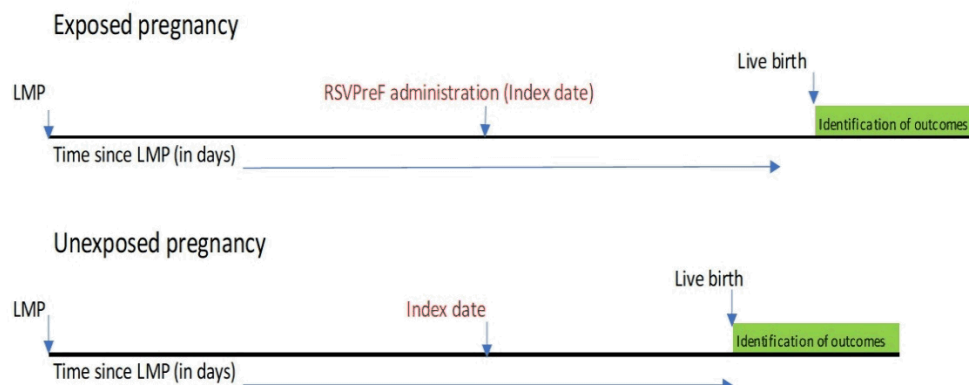 Exposed pregnancy
Live birth
LMP
RSVPreF administration (Index date)
Identification of outcomes
Time since LMP (in days)
Unexposed pregnancy
Live birth
LMP
Index date
Identification of outcomes
Time since LMP (in days)